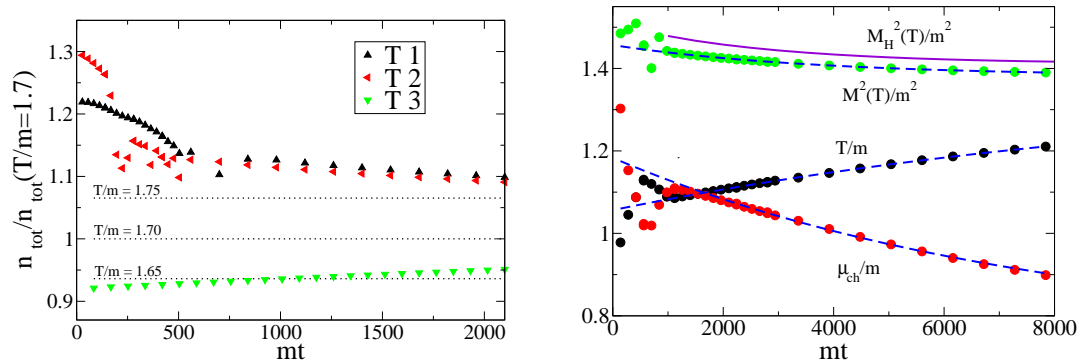 1.3
1.2
1.1
1
0.9
n tot/n tot(T/m=1.7)
T 1
T 2
T 3
T/m = 1.75
T/m = 1.70
T/m = 1.65
0
500
1000
1500
2000
mt
1.4
1.2
1
0.8
M_H^2(T)/m^2
M^2(T)/m^2
T/m
μ_ch/m
0
2000
4000
6000
8000
mt